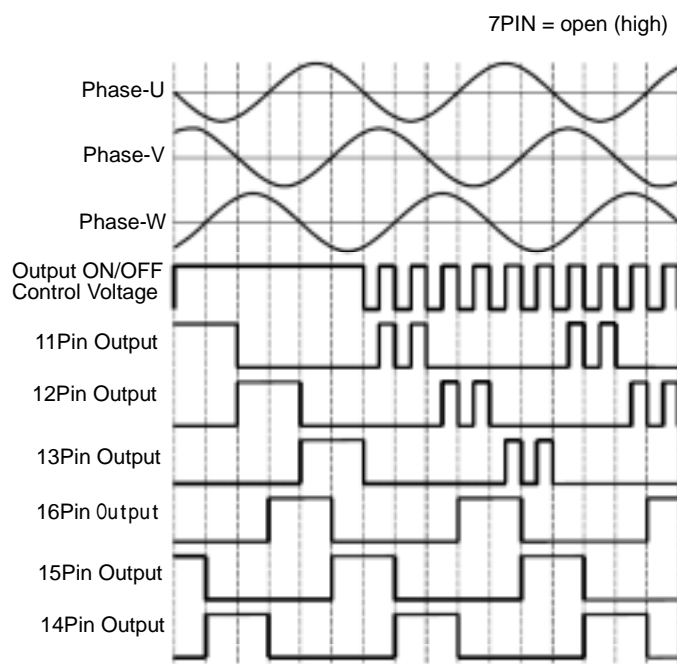 7PIN = open (high)
Phase-U
Phase-V
Phase-W
Output ON/OFF
Control Voltage
11Pin Output
12Pin Output
13Pin Output
16Pin 0utput
15Pin Output
14Pin Output